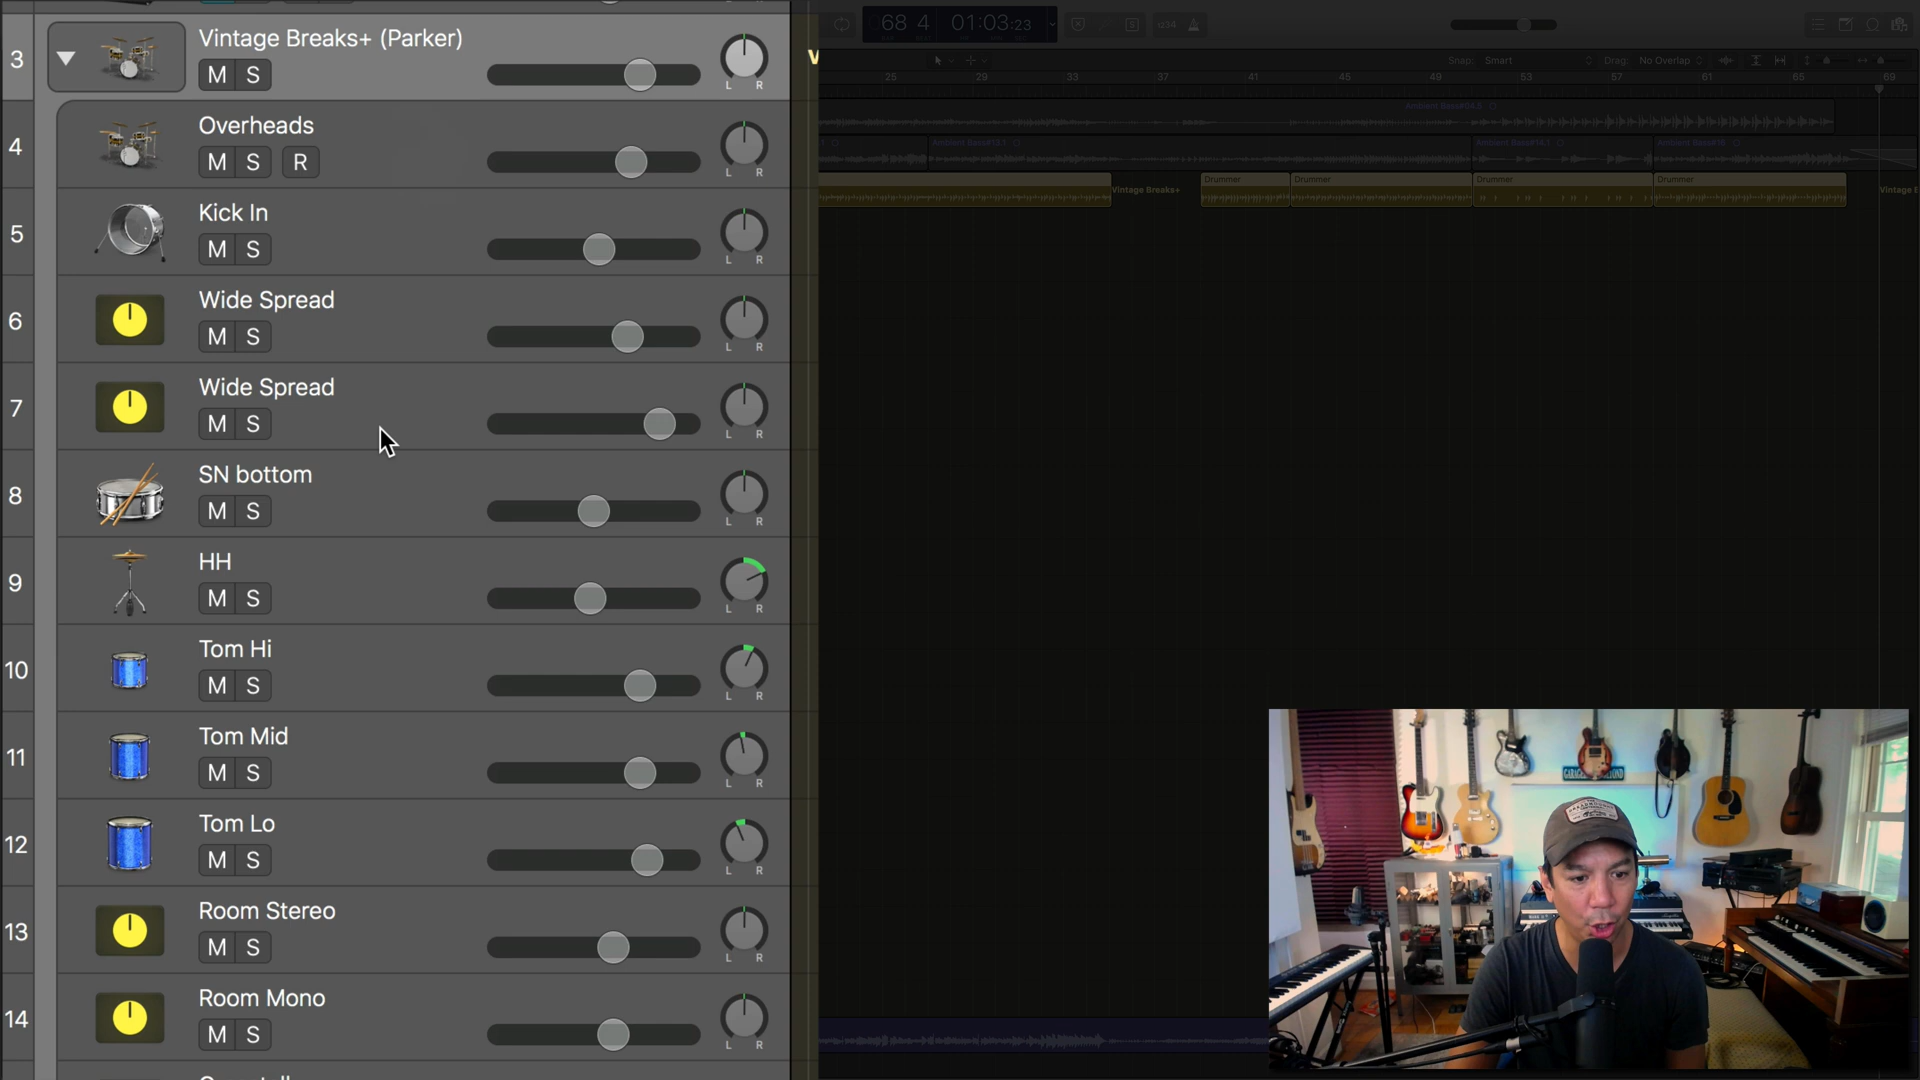 68 4 01:03:23
1234
Snap: Smart Drag: No Overlap
25 29 33 37 41 45 49 53 57 61 65 69
3 Vintage Breaks+ (Parker)
M S
L R
4 Overheads
M S R
L R
5 Kick In
M S
L R
6 Wide Spread
M S
L R
7 Wide Spread
M S
L R
8 SN bottom
M S
L R
9 HH
M S
L R
10 Tom Hi
M S
L R
11 Tom Mid
M S
L R
12 Tom Lo
M S
L R
13 Room Stereo
M S
L R
14 Room Mono
M S
L R
Drummer Drummer Drummer Drummer
Vintage Breaks+